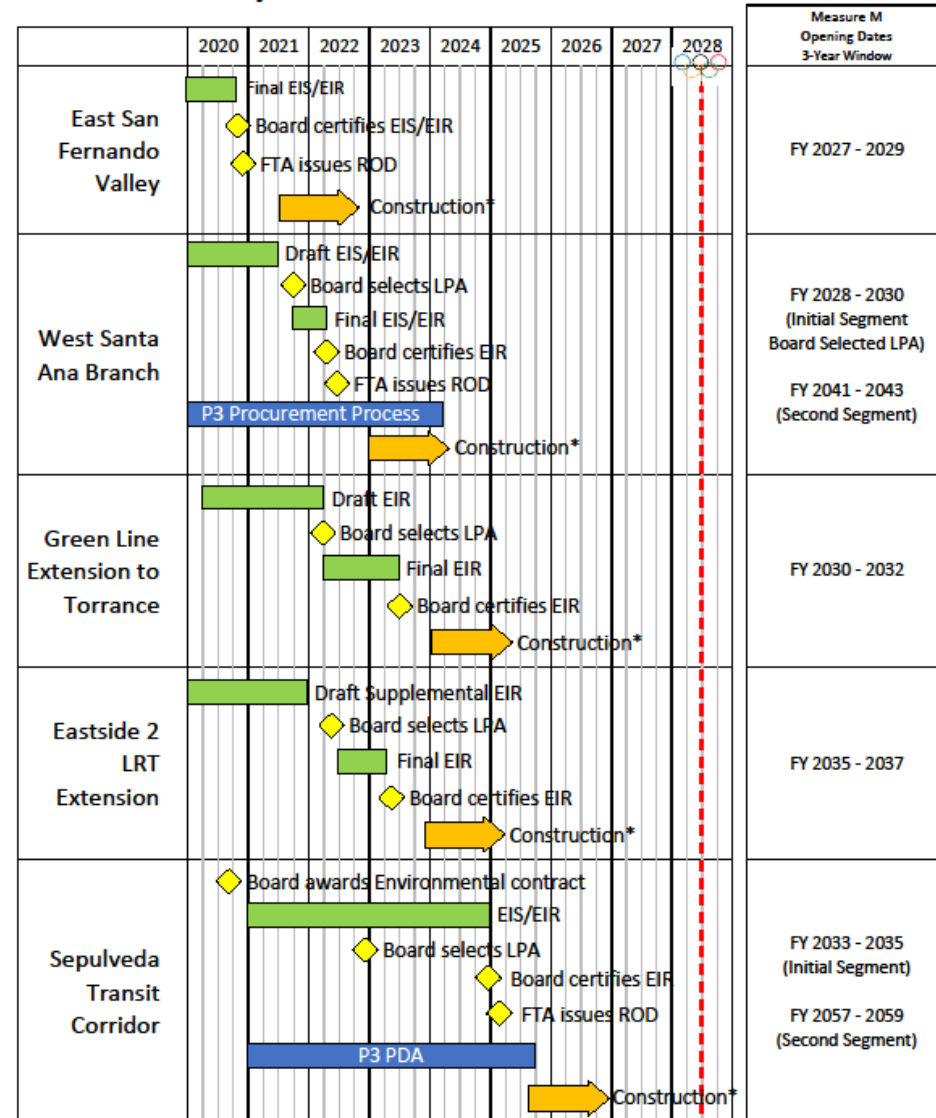 Measure M
Opening Dates
3-Year Window
2020 2021 2022 2023 2024 2025 2026 2027 2028
East San
Fernando
Valley
Final EIS/EIR
Board certifies EIS/EIR
FTA issues ROD
Construction*
FY 2027 - 2029
West Santa
Ana Branch
Draft EIS/EIR
Board selects LPA
Final EIS/EIR
Board certifies EIR
FTA issues ROD
P3 Procurement Process
Construction*
FY 2028 - 2030
(Initial Segment
Board Selected LPA)
FY 2041 - 2043
(Second Segment)
Green Line
Extension to
Torrance
Draft EIR
Board selects LPA
Final EIR
Board certifies EIR
Construction*
FY 2030 - 2032
Eastside 2
LRT
Extension
Draft Supplemental EIR
Board selects LPA
Final EIR
Board certifies EIR
Construction*
FY 2035 - 2037
Sepulveda
Transit
Corridor
Board awards Environmental contract
EIS/EIR
Board selects LPA
Board certifies EIR
FTA issues ROD
P3 PDA
Construction*
FY 2033 - 2035
(Initial Segment)
FY 2057 - 2059
(Second Segment)